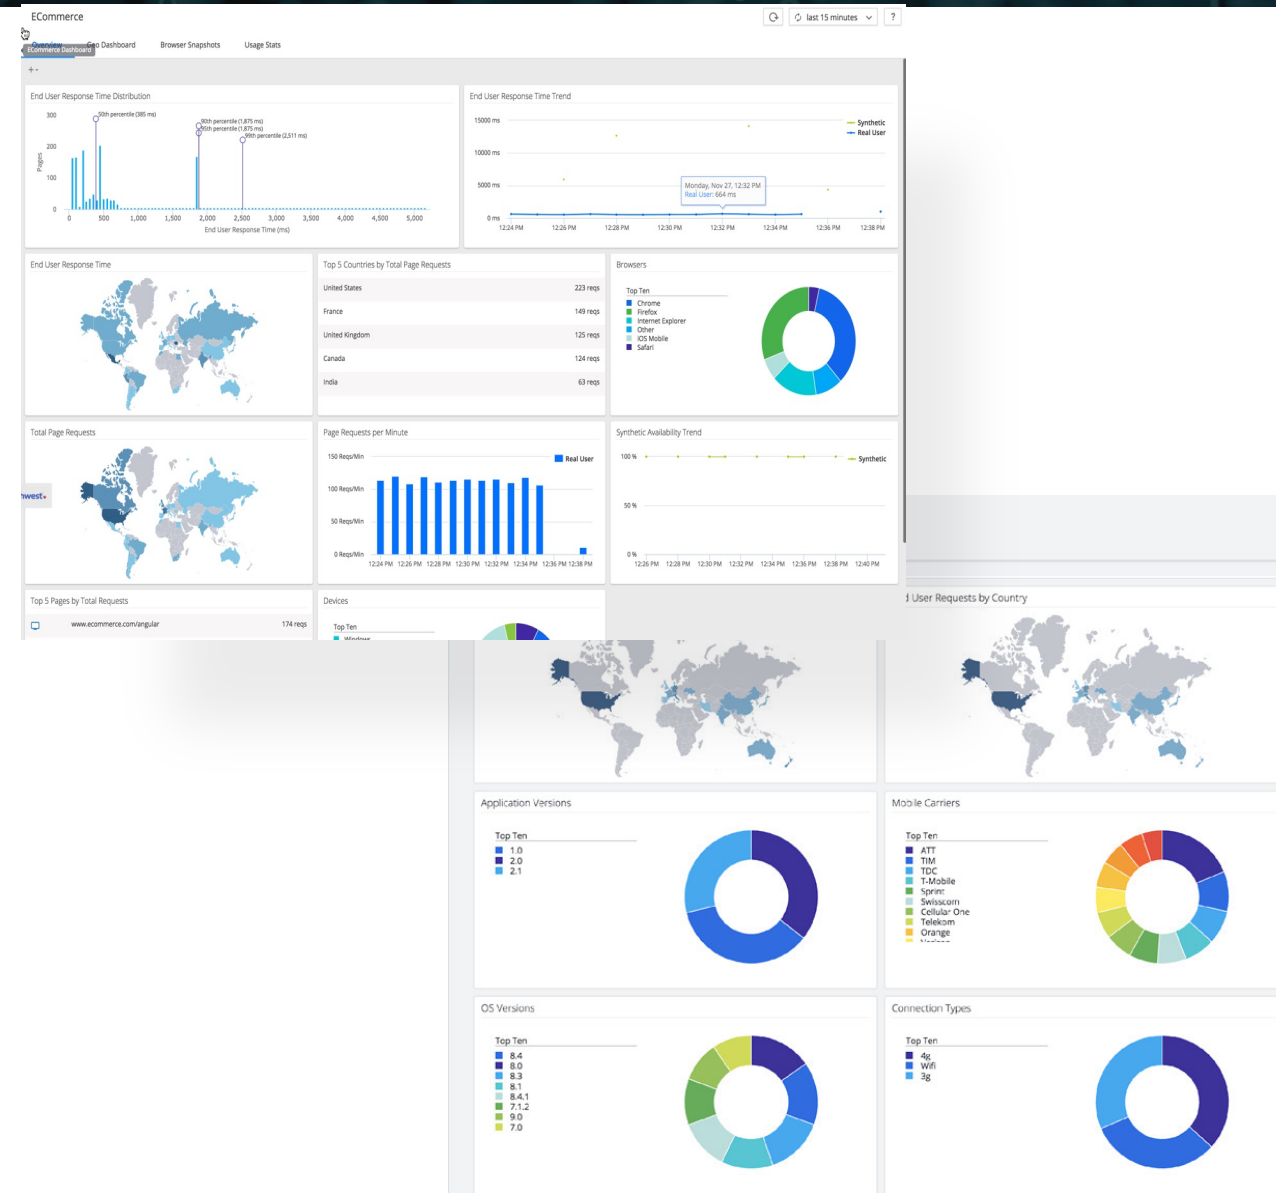 ECommerce
last 15 minutes
?
Overview
Geo Dashboard
Browser Snapshots
Usage Stats
ECommerce Dashboard
+
End User Response Time Distribution
300
200
100
0
Pages
50th percentile (385 ms)
90th percentile (1,875 ms)
95th percentile (1,875 ms)
99th percentile (2,511 ms)
0 500 1,000 1,500 2,000 2,500 3,000 3,500 4,000 4,500 5,000
End User Response Time (ms)
End User Response Time Trend
15000 ms
10000 ms
5000 ms
0 ms
Synthetic
Real User
Monday, Nov 27, 12:32 PM
Real User: 664 ms
12:24 PM 12:26 PM 12:28 PM 12:30 PM 12:32 PM 12:34 PM 12:36 PM 12:38 PM
End User Response Time
Top 5 Countries by Total Page Requests
United States 223 reqs
France 149 reqs
United Kingdom 125 reqs
Canada 124 reqs
India 63 reqs
Browsers
Top Ten
Chrome
Firefox
Internet Explorer
Other
iOS Mobile
Safari
Total Page Requests
nwest
Page Requests per Minute
150 Reqs/Min
100 Reqs/Min
50 Reqs/Min
0 Reqs/Min
Real User
12:24 PM 12:26 PM 12:28 PM 12:30 PM 12:32 PM 12:34 PM 12:36 PM 12:38 PM
Synthetic Availability Trend
100 %
50 %
0 %
Synthetic
12:26 PM 12:28 PM 12:30 PM 12:32 PM 12:34 PM 12:36 PM 12:38 PM 12:40 PM
Top 5 Pages by Total Requests
www.ecommerce.com/angular 174 reqs
Devices
Top Ten
Windows
d User Requests by Country
Application Versions
Top Ten
1.0
2.0
2.1
Mobile Carriers
Top Ten
ATT
TIM
TDC
T-Mobile
Sprint
Swisscom
Cellular One
Telekom
Orange
Verizon
OS Versions
Top Ten
8.4
8.0
8.3
8.1
8.4.1
7.1.2
9.0
7.0
Connection Types
Top Ten
4g
Wifi
3g